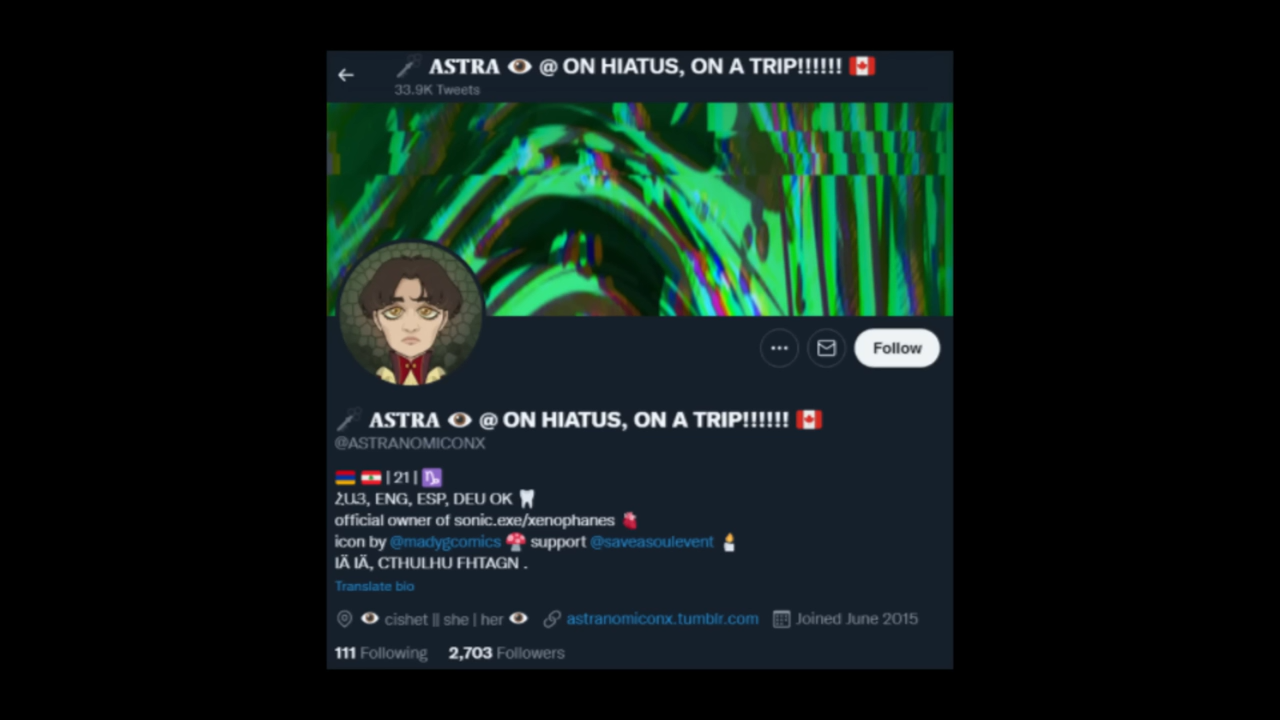 🗡️ ASTRA 👁️ @ ON HIATUS, ON A TRIP!!!!!! 🇨🇦
33.9K Tweets
Follow
🗡️ ASTRA 👁️ @ ON HIATUS, ON A TRIP!!!!!! 🇨🇦
@ASTRANOMICONX
🇦🇲 🇱🇧 | 21 | ♑
ՀԱՅ, ENG, ESP, DEU OK 🦷
official owner of sonic.exe/xenophanes 🫀
icon by @madygcomics 🍄 support @saveasoulevent 🕯️
IÄ IÃ, CTHULHU FHTAGN .
Translate bio
👁️ cishet || she | her 👁️ astranomiconx.tumblr.com Joined June 2015
111 Following 2,703 Followers